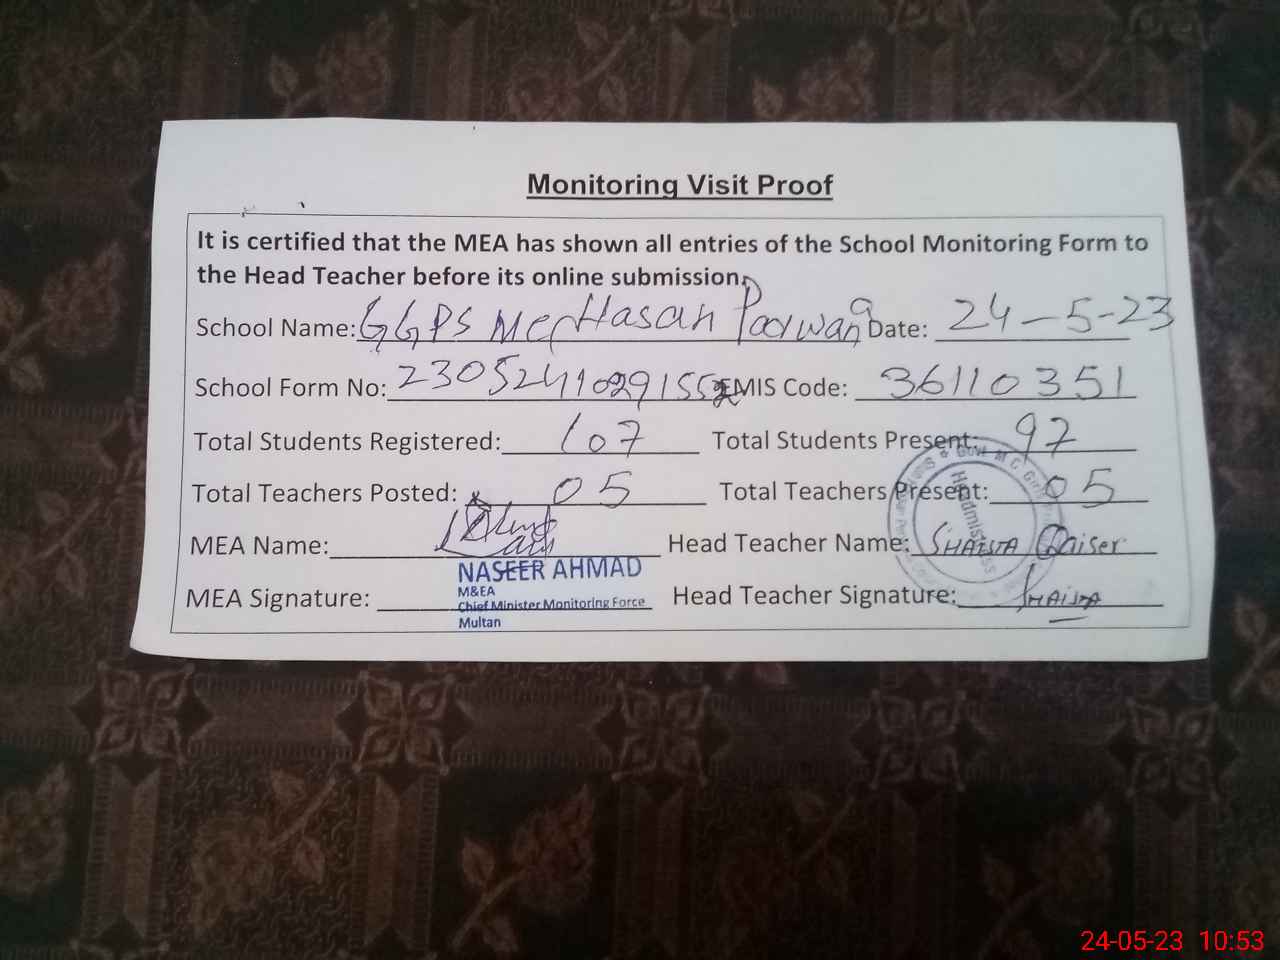 Monitoring Visit Proof
It is certified that the MEA has shown all entries of the School Monitoring Form to
the Head Teacher before its online submission.
School Name: GGPS MC Hasan Date: 24-5-23
School Form No: EMIS Code: 36110351
Total Students Registered: 107 Total Students Present: 97
Total Teachers Posted: 05 Total Teachers Present: 05
MEA Name: Head Teacher Name: SHAISTA Qaiser
NASEER AHMAD
M&EA
MEA Signature: Head Teacher Signature: SHAISTA
Chief Minister Monitoring Force
Multan
Headmistress
24-05-23 10:53